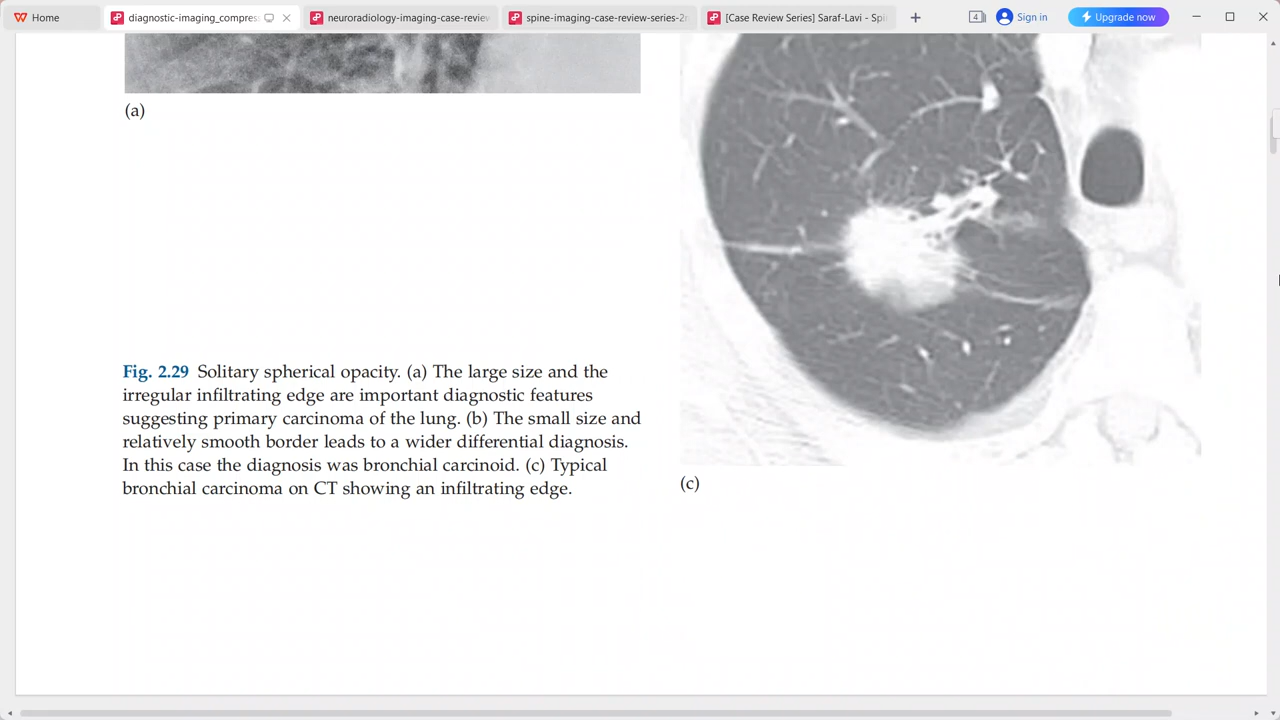 Home
diagnostic-imaging_compres
neuroradiology-imaging-case-review
spine-imaging-case-review-series-2
[Case Review Series] Saraf-Lavi - Spi
4
Sign in
Upgrade now
(a)
Fig. 2.29 Solitary spherical opacity. (a) The large size and the
irregular infiltrating edge are important diagnostic features
suggesting primary carcinoma of the lung. (b) The small size and
relatively smooth border leads to a wider differential diagnosis.
In this case the diagnosis was bronchial carcinoid. (c) Typical
bronchial carcinoma on CT showing an infiltrating edge.
(c)